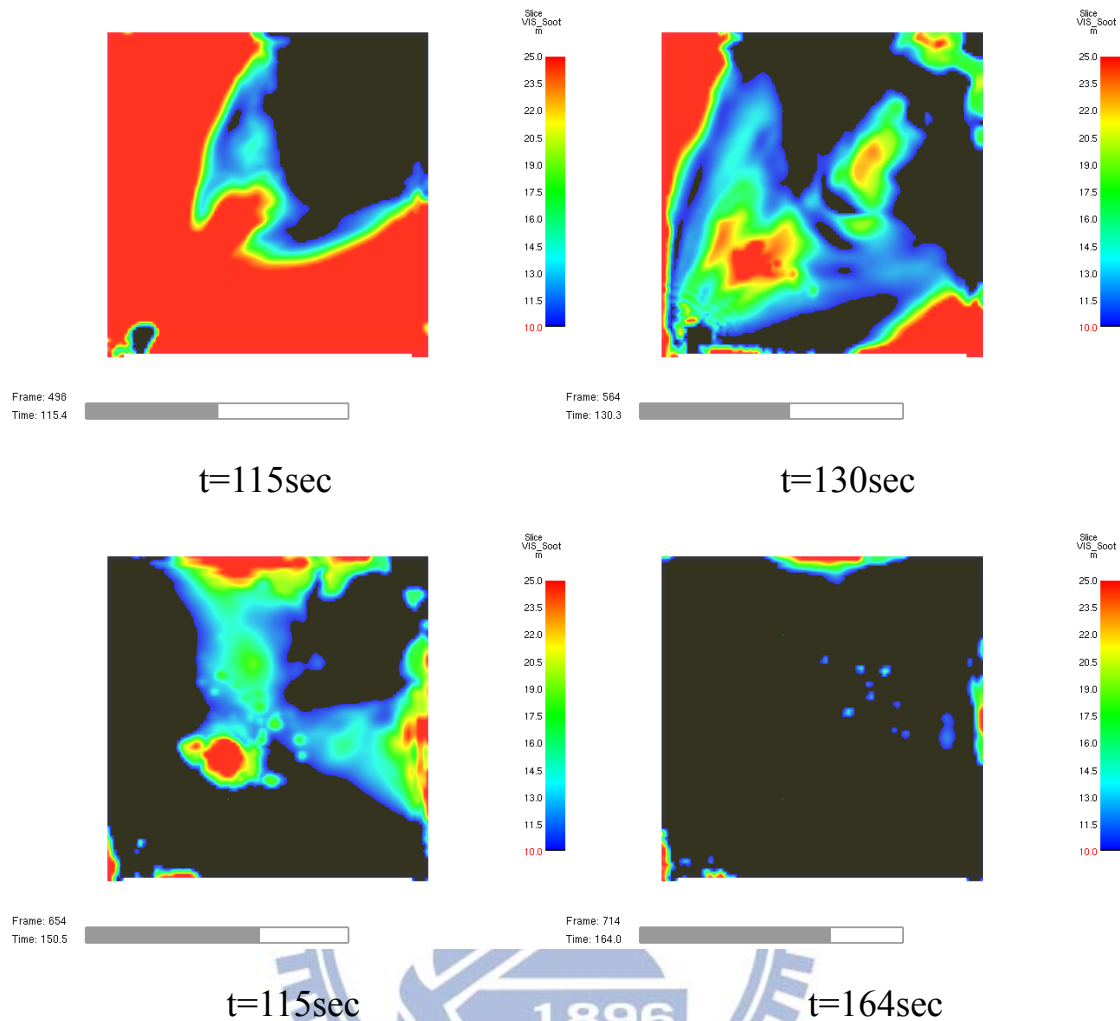 Slice
VIS_Soot
m
25.0
23.5
22.0
20.5
19.0
17.5
16.0
14.5
13.0
11.5
10.0
Frame: 498
Time: 115.4
t=115sec
Slice
VIS_Soot
m
25.0
23.5
22.0
20.5
19.0
17.5
16.0
14.5
13.0
11.5
10.0
Frame: 564
Time: 130.3
t=130sec
Slice
VIS_Soot
m
25.0
23.5
22.0
20.5
19.0
17.5
16.0
14.5
13.0
11.5
10.0
Frame: 654
Time: 150.5
t=115sec
Slice
VIS_Soot
m
25.0
23.5
22.0
20.5
19.0
17.5
16.0
14.5
13.0
11.5
10.0
Frame: 714
Time: 164.0
t=164sec
1896